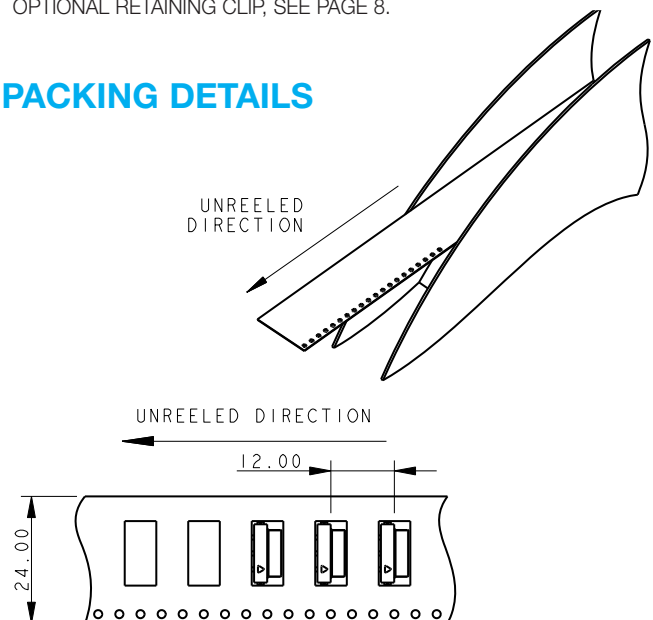 OPTIONAL RETAINING CLIP, SEE PAGE 8.
PACKING DETAILS
UNREELED
DIRECTION
UNREELED DIRECTION
12.00
24.00